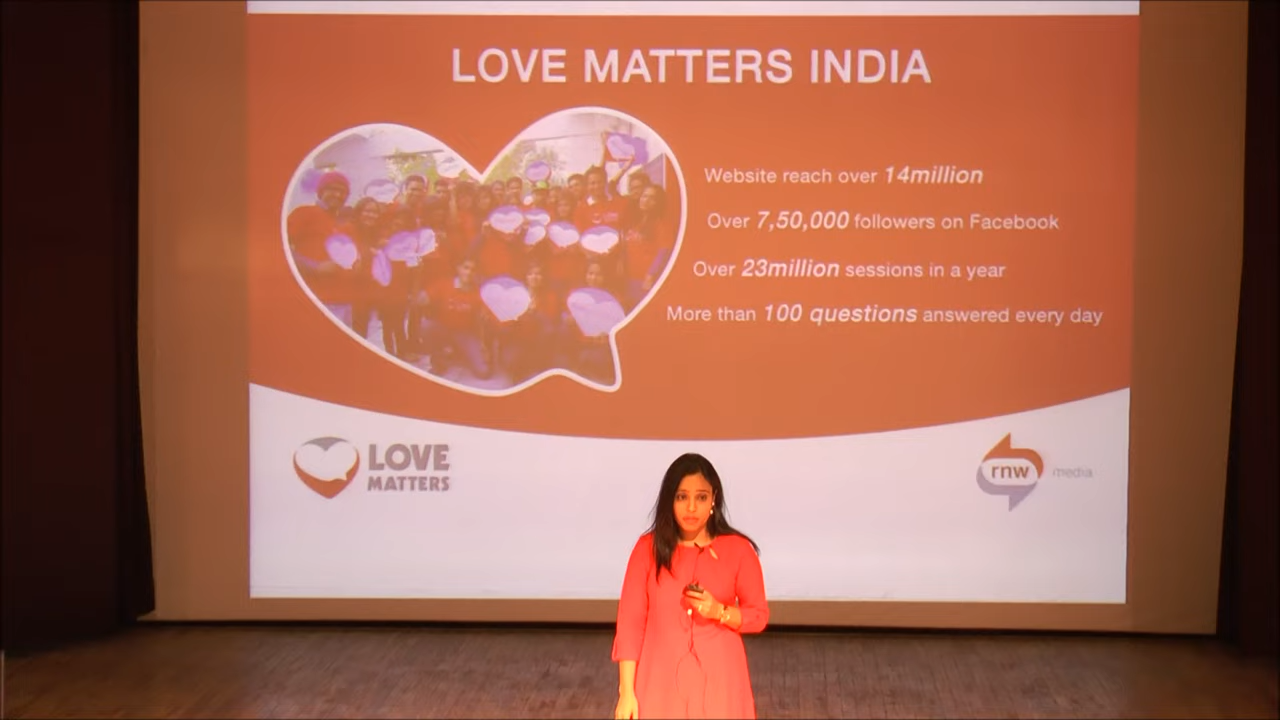 LOVE MATTERS INDIA
Website reach over 14million
Over 7,50,000 followers on Facebook
Over 23million sessions in a year
More than 100 questions answered every day
LOVE
MATTERS
rnw media